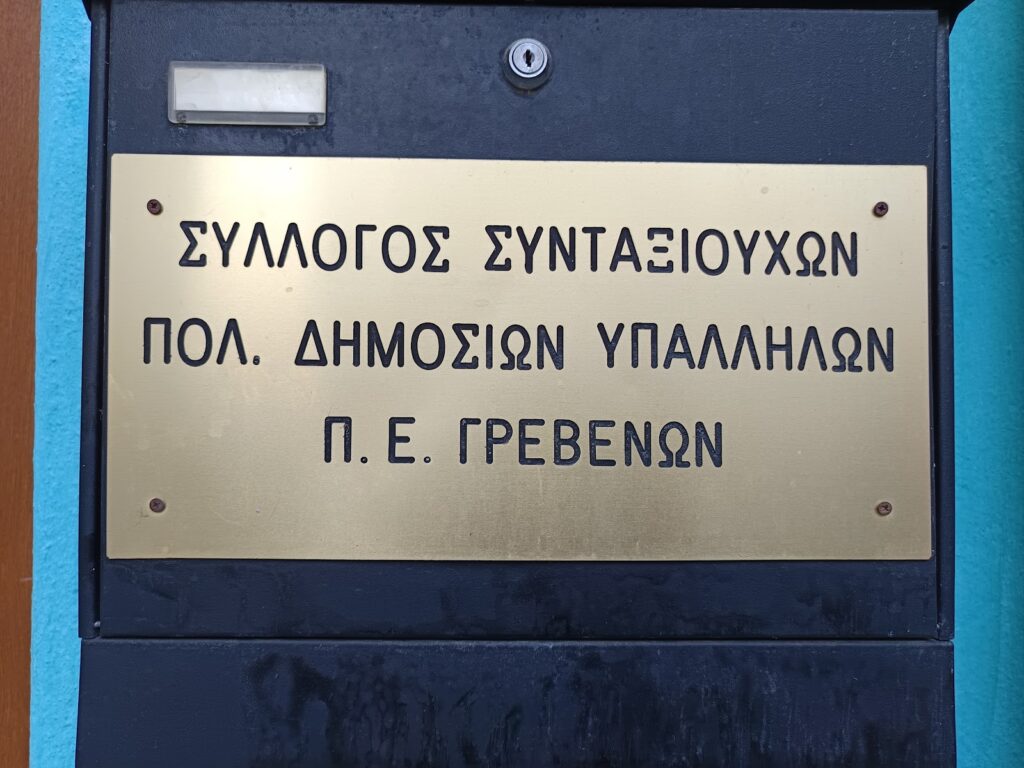 ΣΥΛΛΟΓΟΣ ΣΥΝΤΑΞΙΟΥΧΩΝ
ΠΟΛ. ΔΗΜΟΣΙΩΝ ΥΠΑΛΛΗΛΩΝ
Π. Ε. ΓΡΕΒΕΝΩΝ